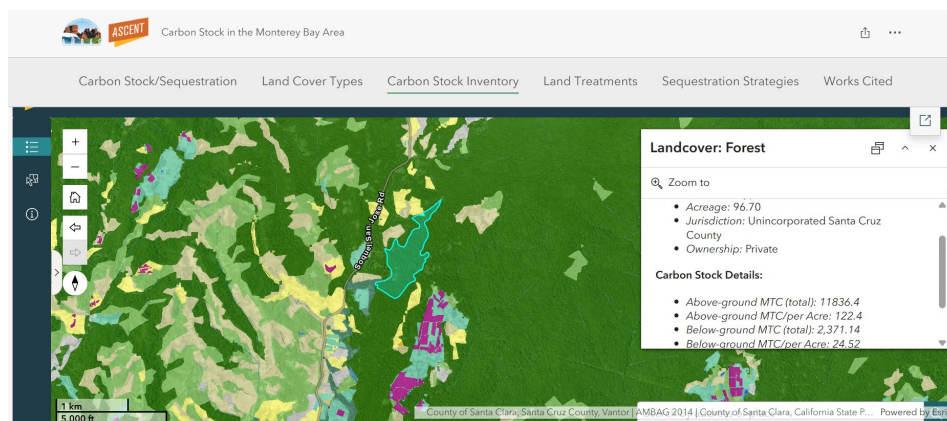 ASCENT
Carbon Stock in the Monterey Bay Area
Carbon Stock/Sequestration Land Cover Types Carbon Stock Inventory Land Treatments Sequestration Strategies Works Cited
Landcover: Forest
Zoom to
Acreage: 96.70
Jurisdiction: Unincorporated Santa Cruz
County
Ownership: Private
Carbon Stock Details:
Above-ground MTC (total): 11836.4
Above-ground MTC/per Acre: 122.4
Below-ground MTC (total): 2,371.14
Below-ground MTC/per Acre: 24.52
Soquel San Jose Rd
1 km
5,000 ft
County of Santa Clara, Santa Cruz County, Vantor | AMBAG 2014 | County of Santa Clara, California State P... Powered by Esri